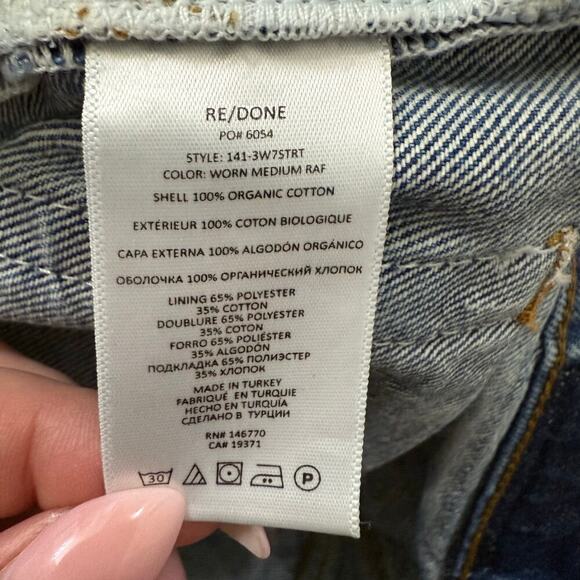 RE/DONE
PO# 6054
STYLE: 141-3W7STRT
COLOR: WORN MEDIUM RAF
SHELL 100% ORGANIC COTTON
EXTÉRIEUR 100% COTON BIOLOGIQUE
CAPA EXTERNA 100% ALGODÓN ORGÁNICO
ОБОЛОЧКА 100% ОРГАНИЧЕСКИЙ ХЛОПОК
LINING 65% POLYESTER
35% COTTON
DOUBLURE 65% POLYESTER
35% COTON
FORRO 65% POLIÉSTER
35% ALGODÓN
ПОДКЛАДКА 65% ПОЛИЭСТЕР
35% ХЛОПОК
MADE IN TURKEY
FABRIQUÉ EN TURQUIE
HECHO EN TURQUÍA
СДЕЛАНО В ТУРЦИИ
RN# 146770
CA# 19371
30 P